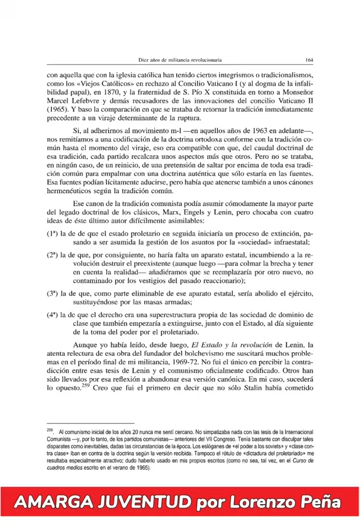 Diez años de militancia revolucionaria. 164
con aquella que con la iglesia católica han tenido ciertos integrismos o tradicionalismos,
como los «Viejos Católicos» en rechazo al Concilio Vaticano I (y al dogma de la infali-
bilidad papal), en 1870, y la fraternidad de S. Pío X constituida en torno a Monseñor
Marcel Lefebvre y demás recusadores de las innovaciones del concilio Vaticano II
(1965). Y baso la comparación en que se trataba de retornar la tradición inmediatamente
precedente a un viraje determinante de la ruptura.
Si, al adherirnos al movimiento m-l —en aquellos años de 1963 en adelante—,
nos remitíamos a una codificación de la doctrina ortodoxa conforme con la tradición co-
mún hasta el momento del viraje, eso era compatible con que, del caudal doctrinal de
esa tradición, cada partido recalcara unos aspectos más que otros. Pero no se trataba,
en ningún caso, de un reinicio, de una pretensión de saltar por encima de toda esa tradi-
ción común para empalmar con una doctrina auténtica que sólo estaría en las fuentes.
Esa fuentes podían lícitamente aducirse, pero había que atenerse también a unos cánones
hermenéuticos según la tradición común.
Ese canon de la tradición comunista podía asumir cómodamente la mayor parte
del legado doctrinal de los clásicos, Marx, Engels y Lenin, pero chocaba con cuatro
ideas de éste último autor difícilmente asimilables:
(1ª) la de que el estado proletario en seguida iniciaría un proceso de extinción, pa-
sando a ser asumida la gestión de los asuntos por la «sociedad» infraestatal;
(2ª) la de que, por consiguiente, no haría falta un aparato estatal, incumbiendo a la re-
volución destruir el preexistente (aunque luego —para colmar la brecha y tener
en cuenta la realidad— añadiéramos que se reemplazaría por otro nuevo, no
contaminado por los vestigios del pasado reaccionario);
(3ª) la de que, como parte eliminable de ese aparato estatal, sería abolido el ejército,
sustituyéndose por las masas armadas;
(4ª) la de que el derecho era una superestructura propia de las sociedad de dominio de
clase que también empezaría a extinguirse, junto con el Estado, al día siguiente
de la toma del poder por el proletariado.
Aunque yo había leído, desde luego, El Estado y la revolución de Lenin, la
atenta relectura de esa obra del fundador del bolchevismo me suscitará muchos proble-
mas en el período final de mi militancia, 1969-72. No fui el único en percibir la contra-
dicción entre esas tesis de Lenin y el comunismo oficialmente codificado. Otros han
sido llevados por esa reflexión a abandonar esa versión canónica. En mi caso, sucederá
lo opuesto.259 Creo que fui el primero en decir que no sólo Stalin había cometido
259 Al comunismo inicial de los años 20 nunca me sentí cercano. No simpatizaba nada con las tesis de la Internacional
Comunista —y, por lo tanto, de los partidos comunistas— anteriores del VII Congreso. Tenía bastante con disculpar tales
disparates como inevitables, dadas las circunstancias de la época. Los eslóganes de «el poder a los soviets» y «clase con-
tra clase» iban en contra de la doctrina según la versión recibida. Tampoco el rótulo de «dictadura del proletariado» me
resultaba especialmente atractivo; dudo haberlo usado en mis propios escritos (como no sea, tal vez, en el Curso de
cuadros medios escrito en el verano de 1965).
AMARGA JUVENTUD por Lorenzo Peña